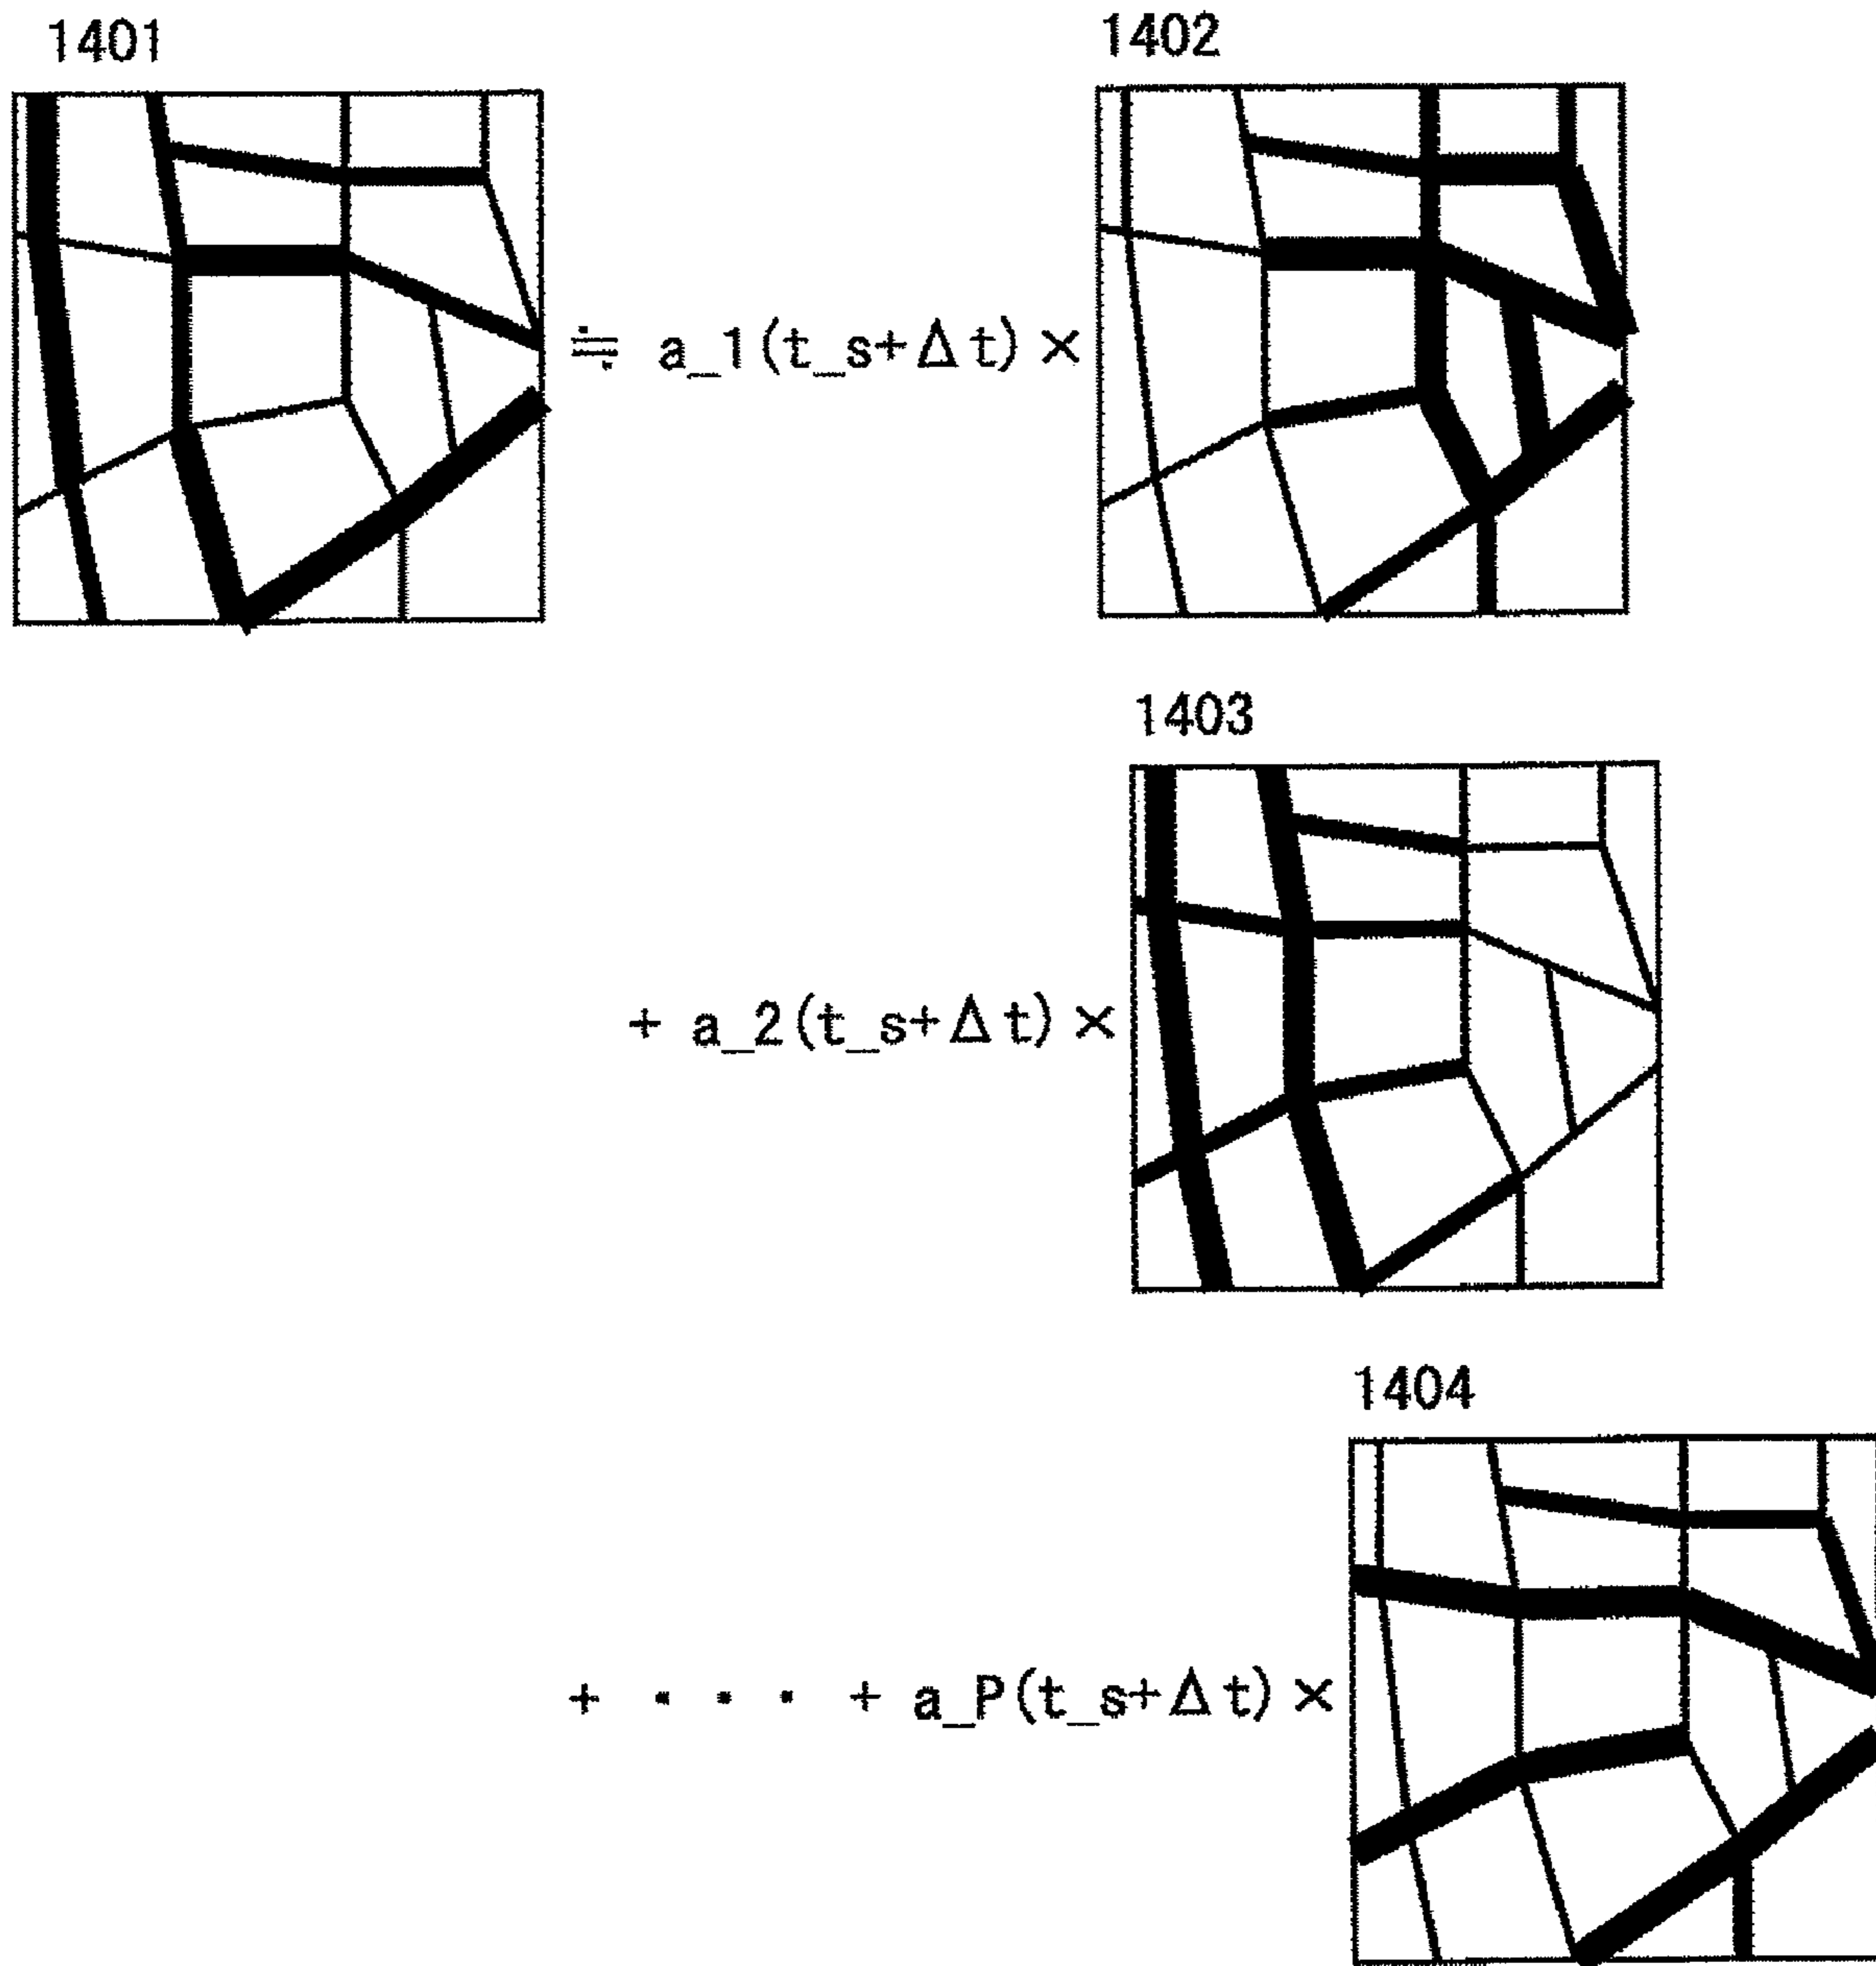 1401
1402
≒ a_1(t_s+Δt)×
1403
+ a_2(t_s+Δt)×
1404
+ ・・・ + a_P(t_s+Δt)×